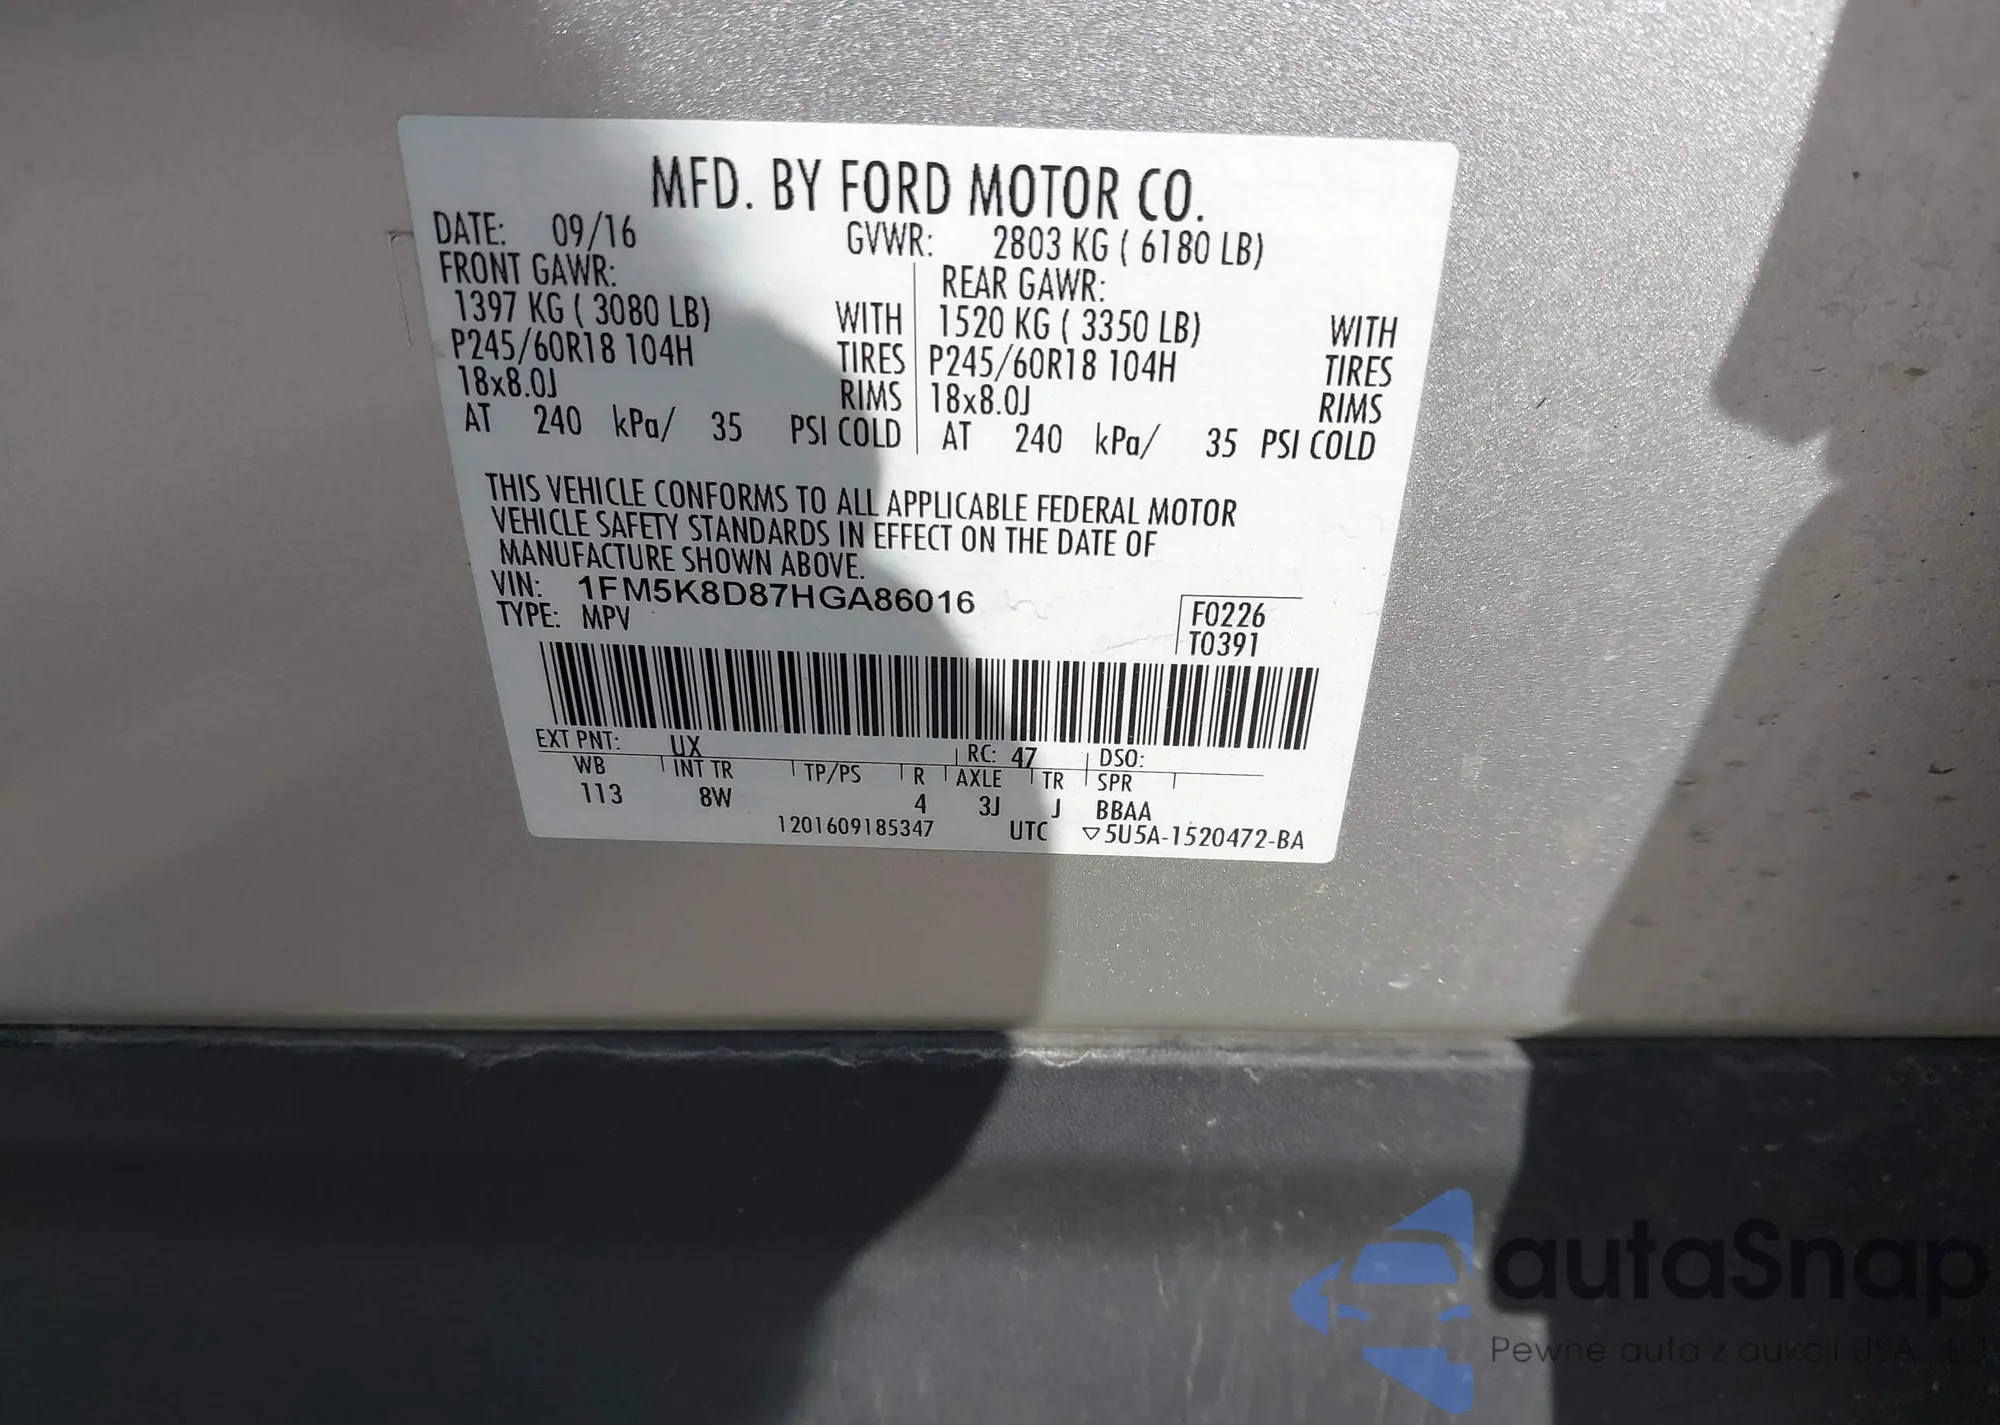 MFD. BY FORD MOTOR CO.
DATE: 09/16 GVWR: 2803 KG ( 6180 LB)
FRONT GAWR: REAR GAWR:
1397 KG ( 3080 LB) WITH 1520 KG ( 3350 LB) WITH
P245/60R18 104H TIRES P245/60R18 104H TIRES
18x8.0J RIMS 18x8.0J RIMS
AT 240 kPa/ 35 PSI COLD AT 240 kPa/ 35 PSI COLD
THIS VEHICLE CONFORMS TO ALL APPLICABLE FEDERAL MOTOR
VEHICLE SAFETY STANDARDS IN EFFECT ON THE DATE OF
MANUFACTURE SHOWN ABOVE.
VIN: 1FM5K8D87HGA86016
TYPE: MPV
F0226
T0391
EXT PNT: UX RC: 47 DSO:
WB INT TR TP/PS R AXLE TR SPR
113 8W 4 3J J BBAA
1201609185347 UTC ▽5U5A-1520472-BA
autaSnap
Pewne auta z aukcji USA